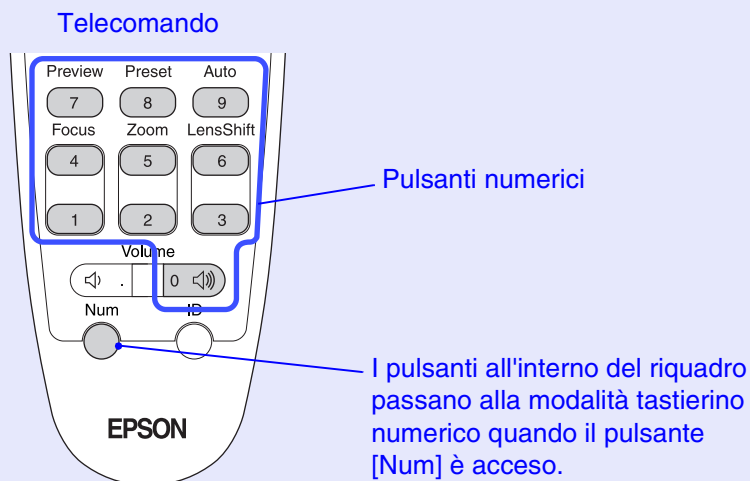 Telecomando
Preview Preset Auto
7 8 9
Focus Zoom LensShift
4 5 6
Pulsanti numerici
1 2 3
Volume
. 0
Num ID
I pulsanti all'interno del riquadro
passano alla modalità tastierino
numerico quando il pulsante
[Num] è acceso.
EPSON